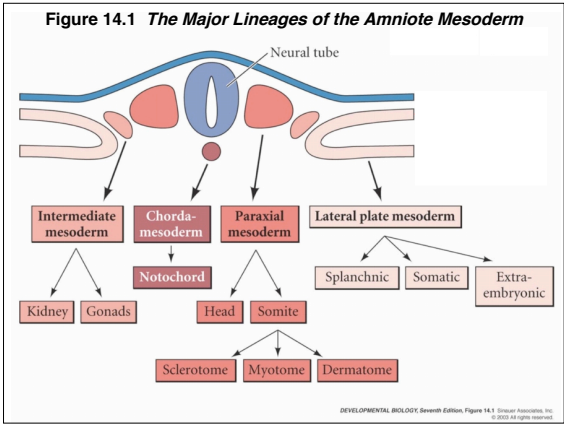 Figure 14.1 The Major Lineages of the Amniote Mesoderm
Neural tube
Intermediate
mesoderm
Chorda-
mesoderm
Paraxial
mesoderm
Lateral plate mesoderm
Notochord
Splanchnic
Somatic
Extra-
embryonic
Kidney
Gonads
Head
Somite
Sclerotome
Myotome
Dermatome
DEVELOPMENTAL BIOLOGY, Seventh Edition, Figure 14.1 Sinauer Associates, Inc.
© 2003 All rights reserved.